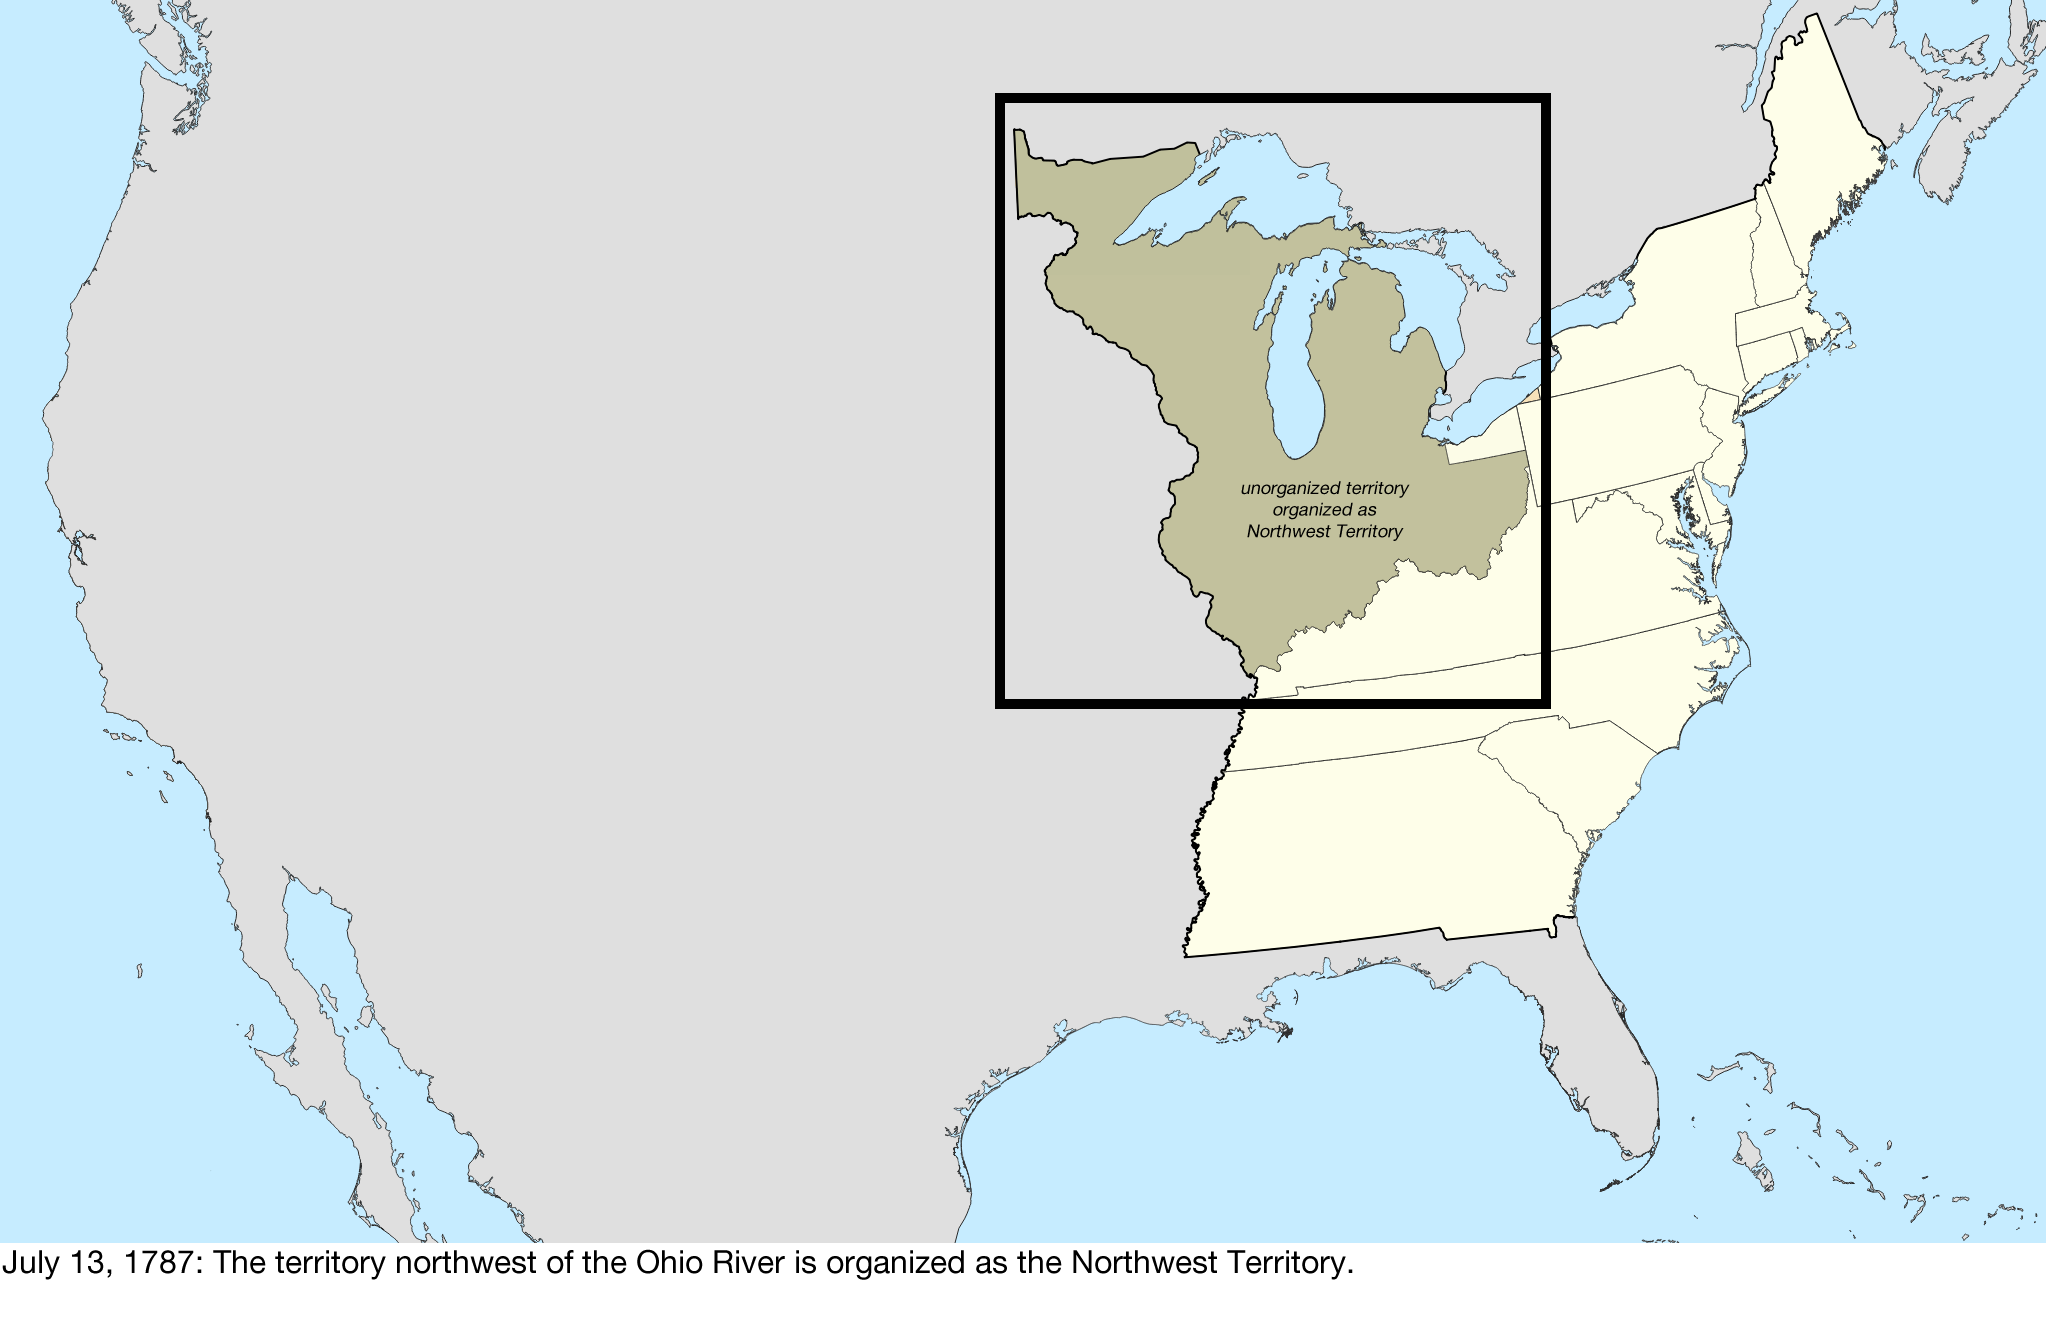 unorganized territory
organized as
Northwest Territory
July 13, 1787: The territory northwest of the Ohio River is organized as the Northwest Territory.